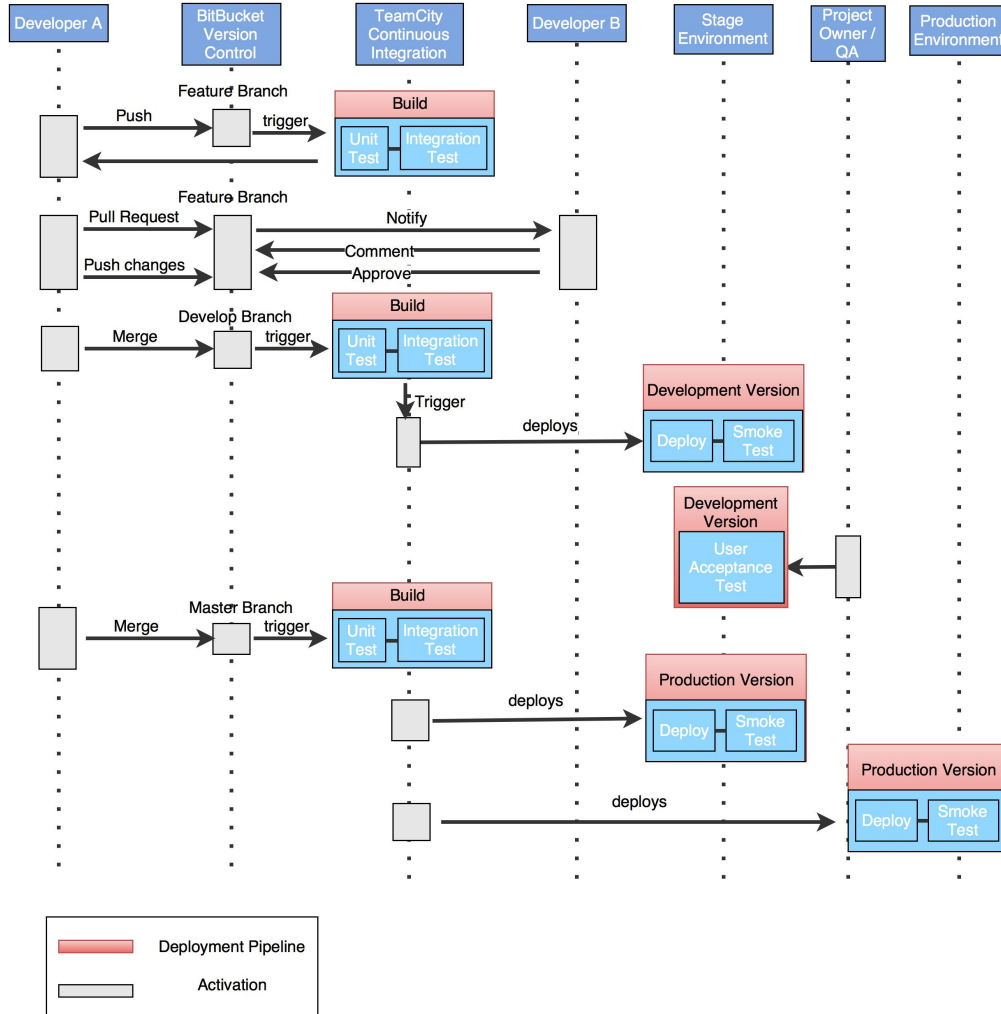 Developer A
BitBucket
Version
Control
TeamCity
Continuous
Integration
Developer B
Stage
Environment
Project
Owner /
QA
Production
Environment
Feature Branch
Push
trigger
Build
Unit
Test
Integration
Test
Feature Branch
Pull Request
Notify
Comment
Push changes
Approve
Develop Branch
Merge
trigger
Build
Unit
Test
Integration
Test
Trigger
deploys
Development Version
Deploy
Smoke
Test
Development
Version
User
Acceptance
Test
Master Branch
Merge
trigger
Build
Unit
Test
Integration
Test
deploys
Production Version
Deploy
Smoke
Test
deploys
Production Version
Deploy
Smoke
Test
Deployment Pipeline
Activation